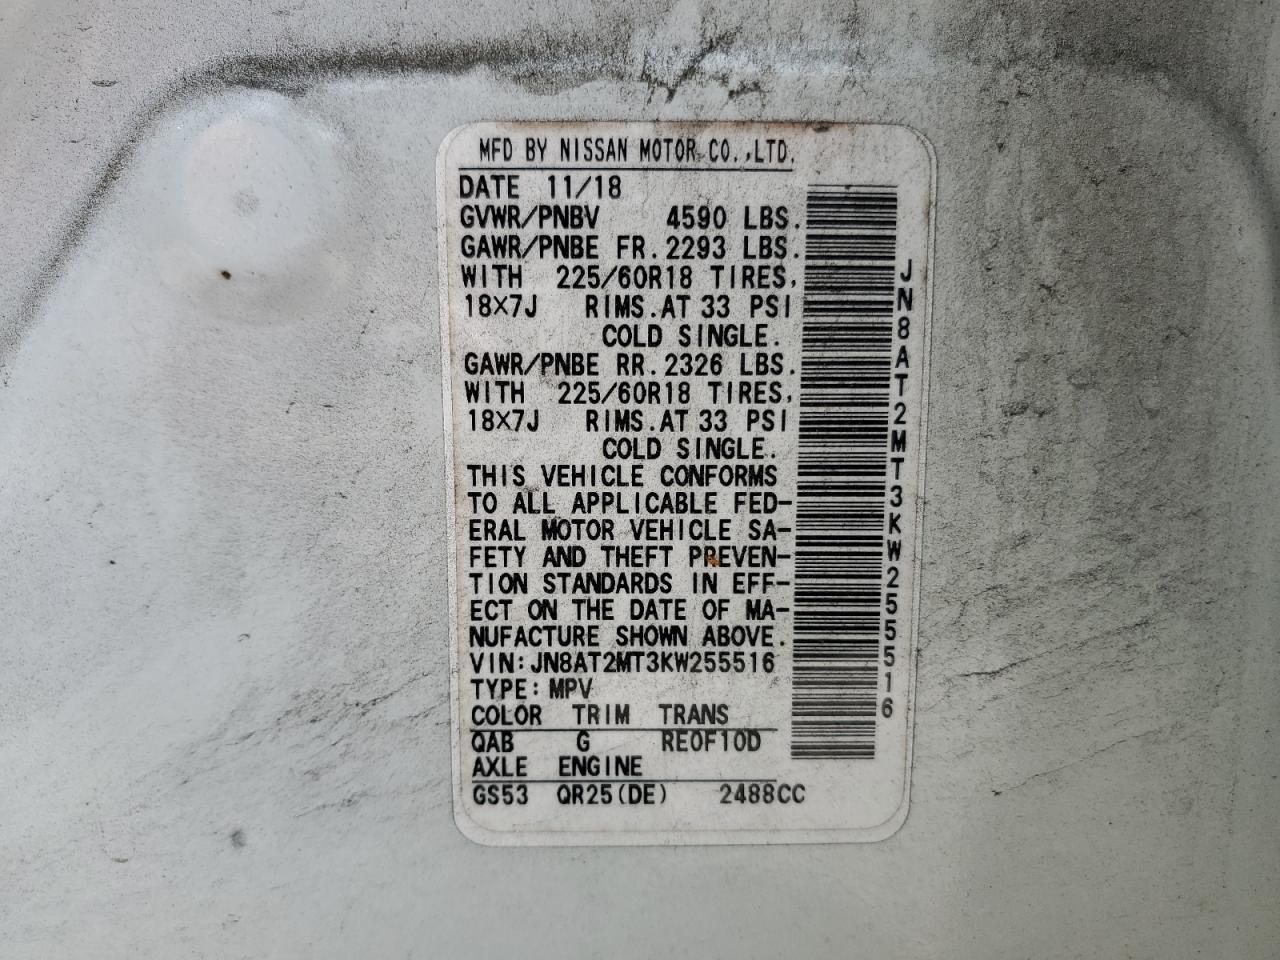 MFD BY NISSAN MOTOR CO.,LTD.
DATE 11/18
GVWR/PNBV 4590 LBS.
GAWR/PNBE FR. 2293 LBS.
WITH 225/60R18 TIRES,
18X7J RIMS. AT 33 PSI
COLD SINGLE.
GAWR/PNBE RR. 2326 LBS.
WITH 225/60R18 TIRES,
18X7J RIMS. AT 33 PSI
COLD SINGLE.
THIS VEHICLE CONFORMS
TO ALL APPLICABLE FED-
ERAL MOTOR VEHICLE SA-
FETY AND THEFT PREVEN-
TION STANDARDS IN EFF-
ECT ON THE DATE OF MA-
NUFACTURE SHOWN ABOVE.
VIN: JN8AT2MT3KW255516
TYPE: MPV
COLOR TRIM TRANS
QAB G RE0F10D
AXLE ENGINE
GS53 QR25(DE) 2488CC
JN8AT2MT3KW255516